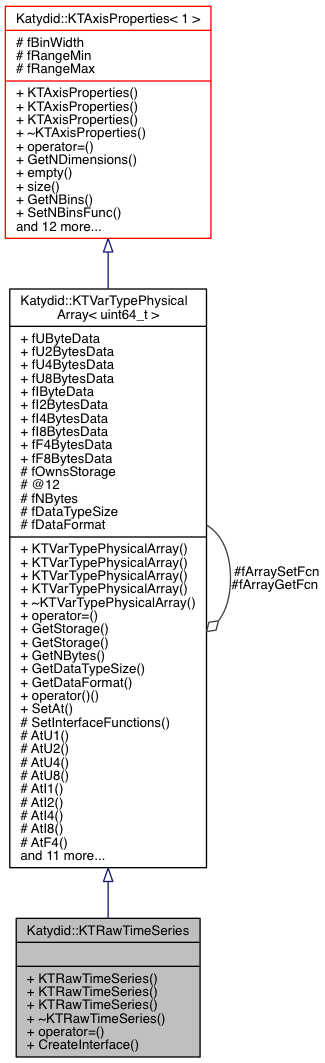 Katydid::KTAxisProperties< 1 >
# fBinWidth
# fRangeMin
# fRangeMax
+ KTAxisProperties()
+ KTAxisProperties()
+ KTAxisProperties()
+ ~KTAxisProperties()
+ operator=()
+ GetNDimensions()
+ empty()
+ size()
+ GetNBins()
+ SetNBinsFunc()
and 12 more...
Katydid::KTVarTypePhysical
Array< uint64_t >
+ fUByteData
+ fU2BytesData
+ fU4BytesData
+ fU8BytesData
+ fIByteData
+ fI2BytesData
+ fI4BytesData
+ fI8BytesData
+ fF4BytesData
+ fF8BytesData
# fOwnsStorage
# @12
# fNBytes
# fDataTypeSize
# fDataFormat
+ KTVarTypePhysicalArray()
+ KTVarTypePhysicalArray()
+ KTVarTypePhysicalArray()
+ KTVarTypePhysicalArray()
+ ~KTVarTypePhysicalArray()
+ operator=()
+ GetStorage()
+ GetStorage()
+ GetNBytes()
+ GetDataTypeSize()
+ GetDataFormat()
+ operator()()
+ SetAt()
# SetInterfaceFunctions()
# AtU1()
# AtU2()
# AtU4()
# AtU8()
# AtI1()
# AtI2()
# AtI4()
# AtI8()
# AtF4()
and 11 more...
#fArraySetFcn
#fArrayGetFcn
Katydid::KTRawTimeSeries
+ KTRawTimeSeries()
+ KTRawTimeSeries()
+ KTRawTimeSeries()
+ ~KTRawTimeSeries()
+ operator=()
+ CreateInterface()